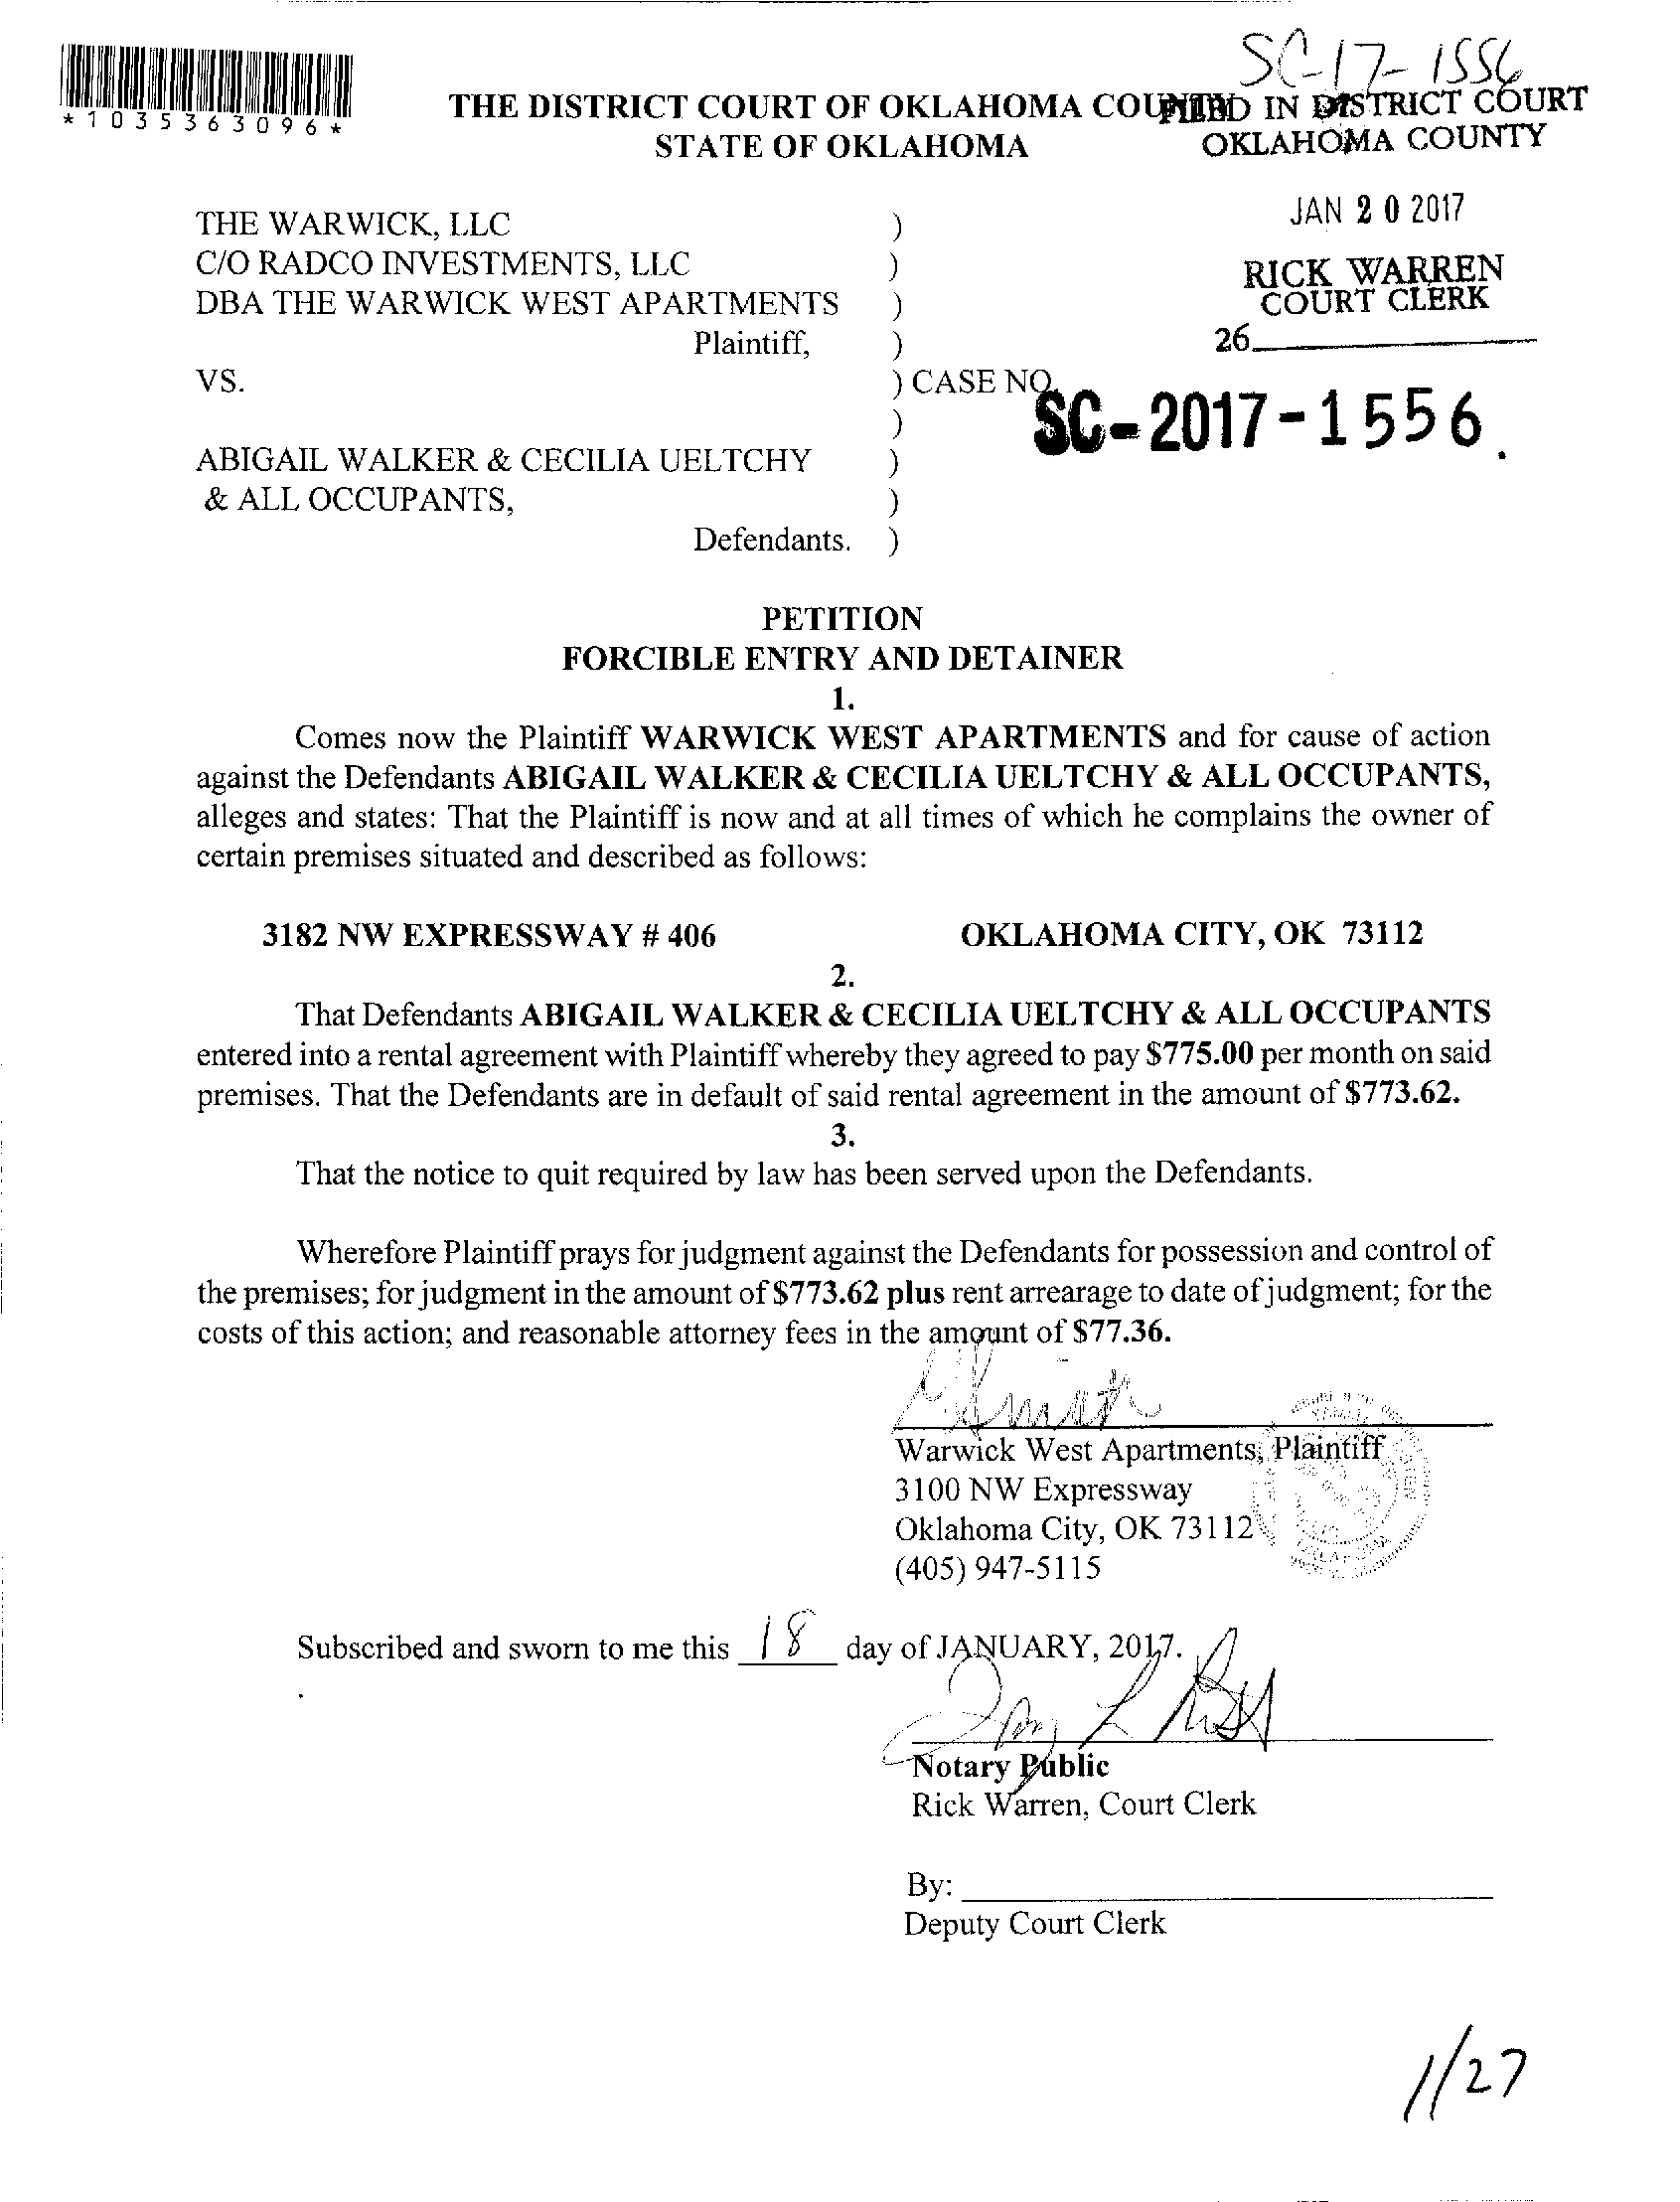 SC-17-1556
*1035363096*
THE DISTRICT COURT OF OKLAHOMA
FILED IN DISTRICT COURT
STATE OF OKLAHOMA
OKLAHOMA COUNTY
JAN 20 2017
THE WARWICK, LLC )
C/O RADCO INVESTMENTS, LLC )
RICK WARREN
COURT CLERK
DBA THE WARWICK WEST APARTMENTS )
Plaintiff, )
26
VS. ) CASE NO.
SC-2017-1556.
)
ABIGAIL WALKER & CECILIA UELTCHY )
& ALL OCCUPANTS, )
Defendants. )
PETITION
FORCIBLE ENTRY AND DETAINER
1.
Comes now the Plaintiff WARWICK WEST APARTMENTS and for cause of action
against the Defendants ABIGAIL WALKER & CECILIA UELTCHY & ALL OCCUPANTS,
alleges and states: That the Plaintiff is now and at all times of which he complains the owner of
certain premises situated and described as follows:
3182 NW EXPRESSWAY # 406 OKLAHOMA CITY, OK 73112
2.
That Defendants ABIGAIL WALKER & CECILIA UELTCHY & ALL OCCUPANTS
entered into a rental agreement with Plaintiff whereby they agreed to pay $775.00 per month on said
premises. That the Defendants are in default of said rental agreement in the amount of $773.62.
3.
That the notice to quit required by law has been served upon the Defendants.
Wherefore Plaintiff prays for judgment against the Defendants for possession and control of
the premises; for judgment in the amount of $773.62 plus rent arrearage to date of judgment; for the
costs of this action; and reasonable attorney fees in the amount of $77.36.
Warwick West Apartments, Plaintiff
3100 NW Expressway
Oklahoma City, OK 73112
(405) 947-5115
Subscribed and sworn to me this 18 day of JANUARY, 2017.
Notary Public
Rick Warren, Court Clerk
By:
Deputy Court Clerk
1/27